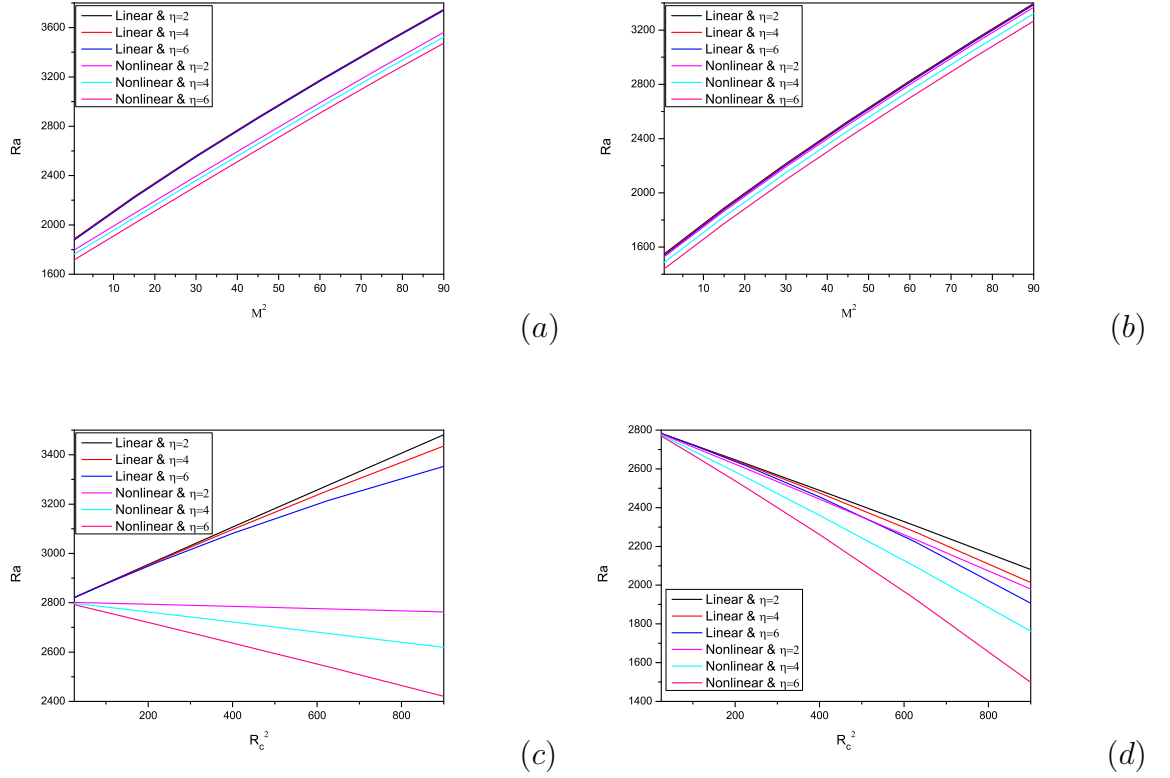 Linear & η=2
Linear & η=4
Linear & η=6
Nonlinear & η=2
Nonlinear & η=4
Nonlinear & η=6
3600
3200
2800
2400
2000
1600
Ra
10 20 30 40 50 60 70 80 90
M²
(a)
Linear & η=2
Linear & η=4
Linear & η=6
Nonlinear & η=2
Nonlinear & η=4
Nonlinear & η=6
3200
2800
2400
2000
1600
Ra
10 20 30 40 50 60 70 80 90
M²
(b)
Linear & η=2
Linear & η=4
Linear & η=6
Nonlinear & η=2
Nonlinear & η=4
Nonlinear & η=6
3400
3200
3000
2800
2600
2400
Ra
200 400 600 800
R_c²
(c)
2800
2600
2400
2200
2000
1800
1600
1400
Ra
Linear & η=2
Linear & η=4
Linear & η=6
Nonlinear & η=2
Nonlinear & η=4
Nonlinear & η=6
200 400 600 800
R_c²
(d)